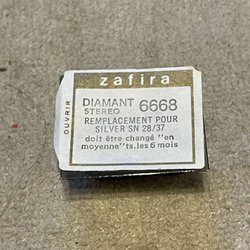 zafira
OUVRIR
DIAMANT 6668
STEREO
REMPLACEMENT POUR
SILVER SN 28/37
doit être changé "en
moyenne"ts.les 6 mois